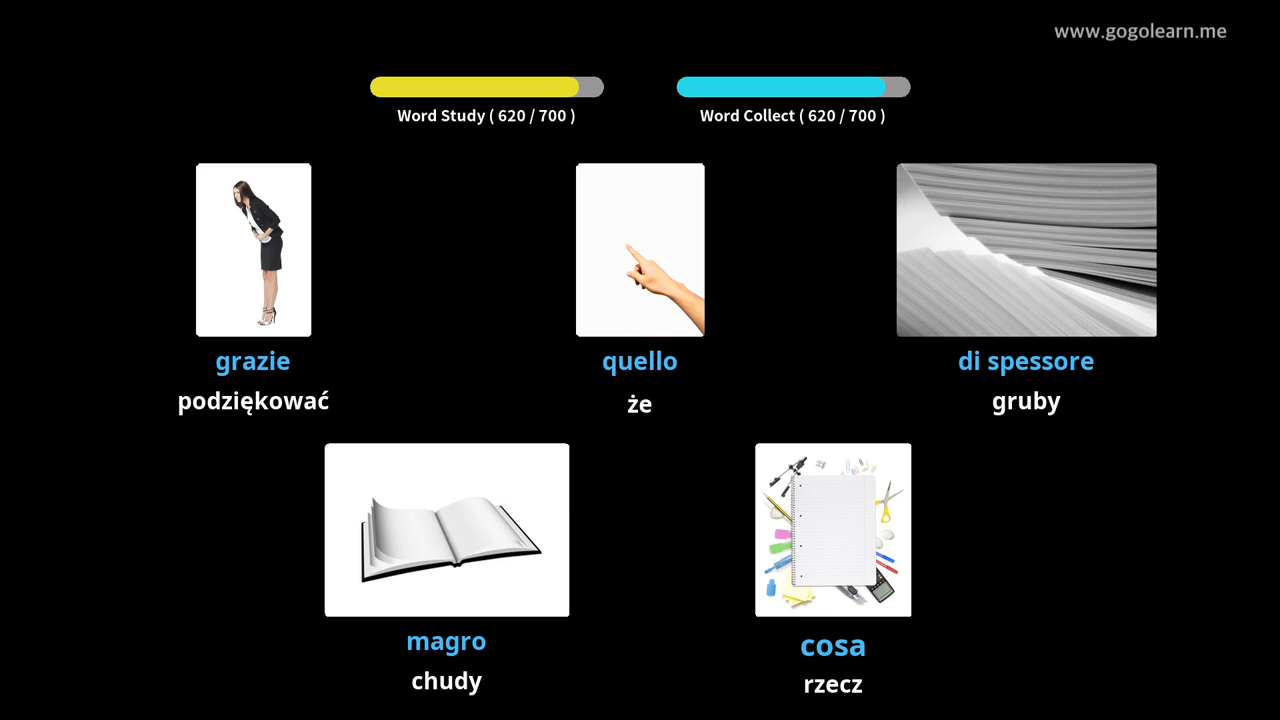 www.gogolearn.me
Word Study ( 620 / 700 )
Word Collect ( 620 / 700 )
grazie
podziękować
quello
że
di spessore
gruby
magro
chudy
cosa
rzecz